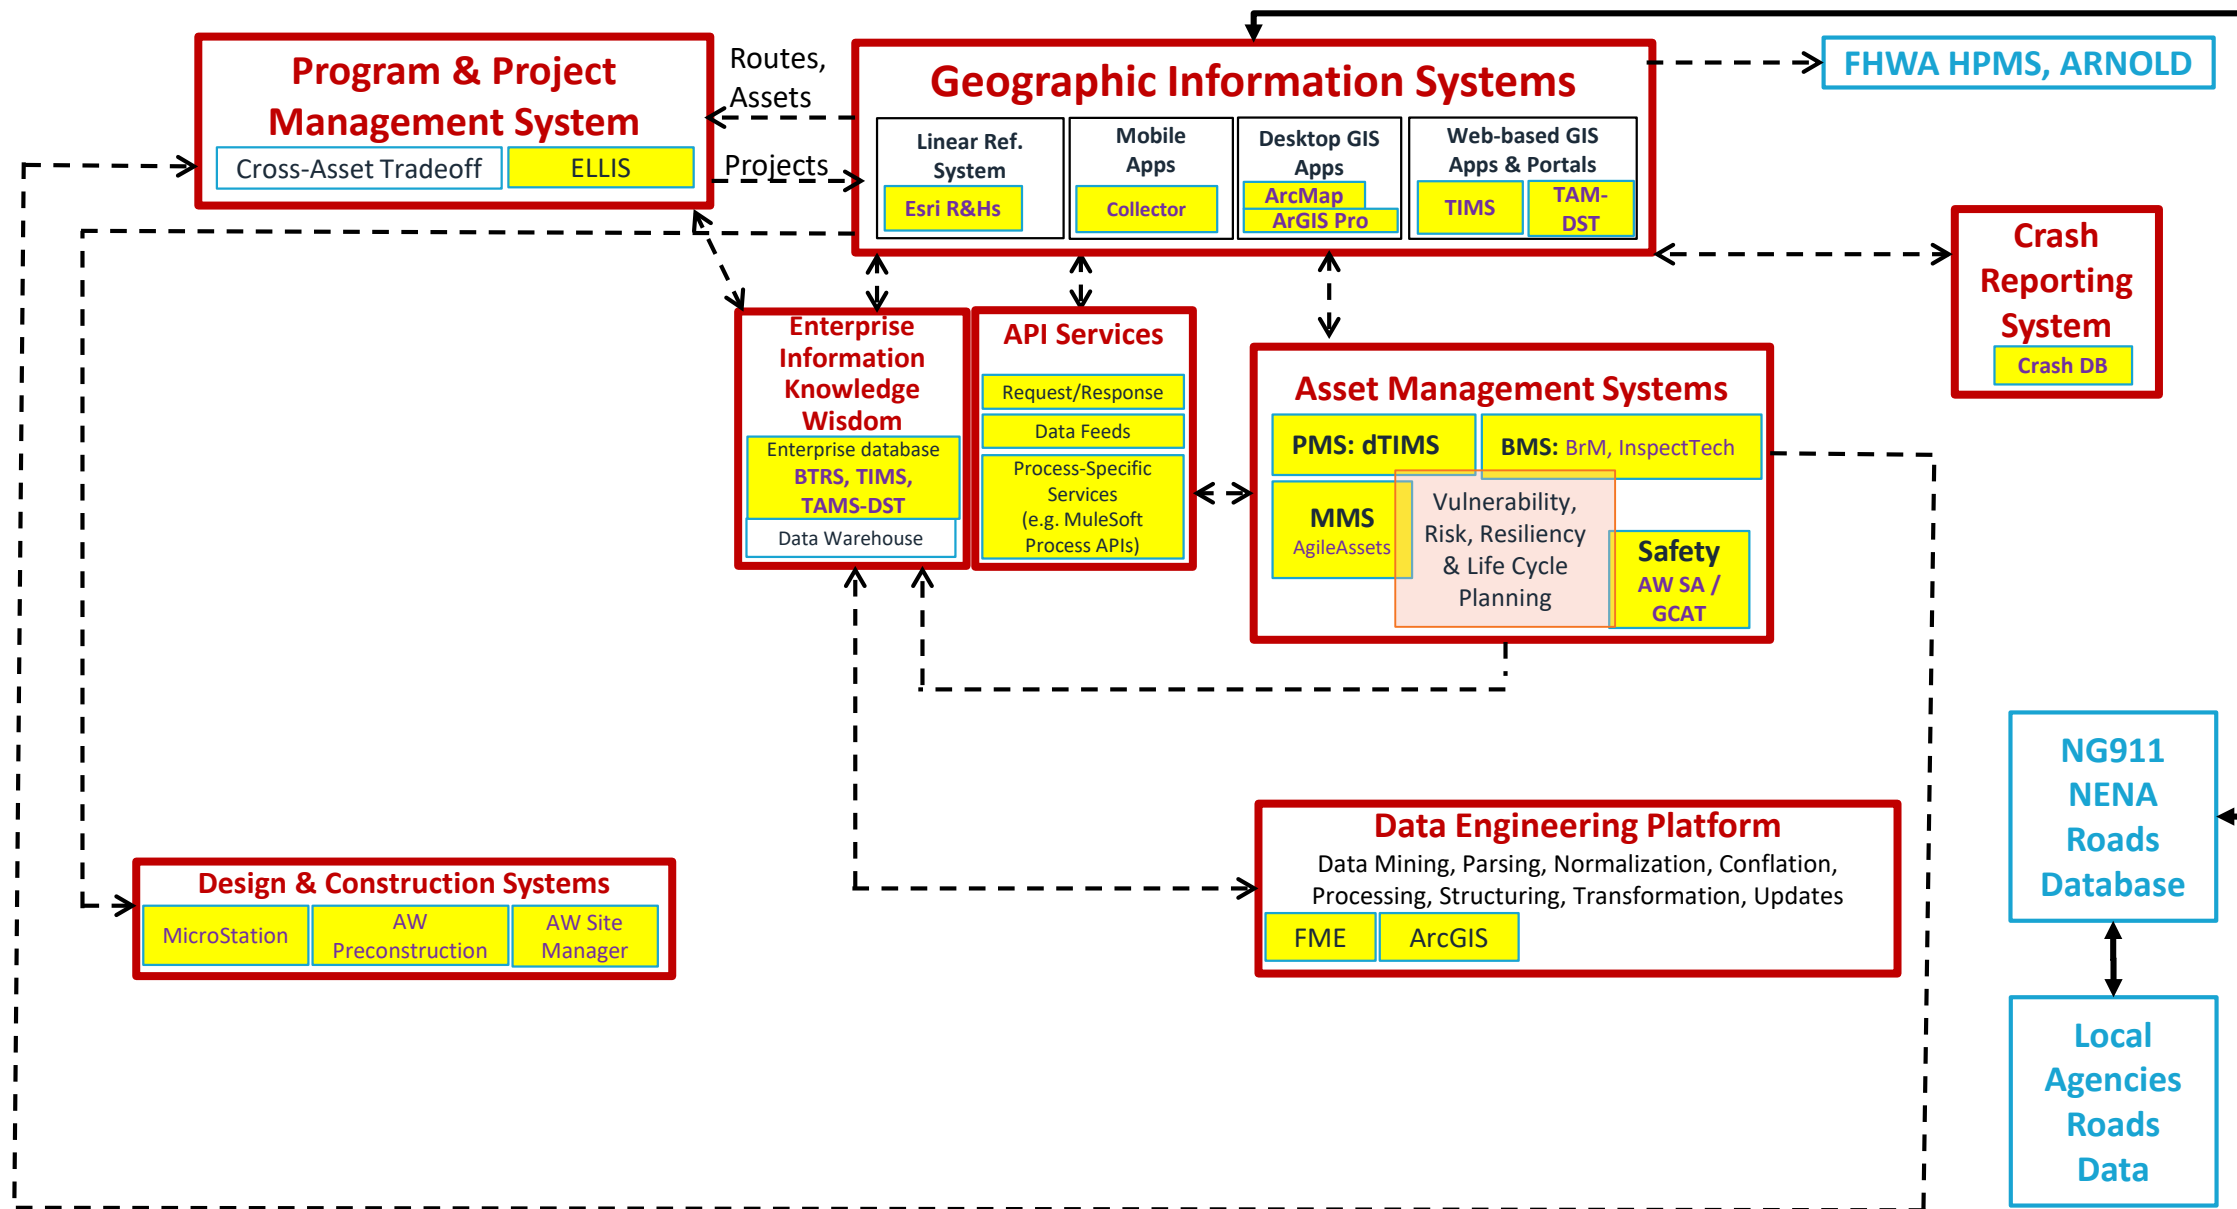 Program & Project
Management System
Cross-Asset Tradeoff
ELLIS
Routes,
Assets
Projects
Geographic Information Systems
Linear Ref.
System
Esri R&Hs
Mobile
Apps
Collector
Desktop GIS
Apps
ArcMap
ArGIS Pro
Web-based GIS
Apps & Portals
TIMS
TAM-
DST
FHWA HPMS, ARNOLD
Crash
Reporting
System
Crash DB
Enterprise
Information
Knowledge
Wisdom
Enterprise database
BTRS, TIMS,
TAMS-DST
Data Warehouse
API Services
Request/Response
Data Feeds
Process-Specific
Services
(e.g. MuleSoft
Process APIs)
Asset Management Systems
PMS: dTIMS
BMS: BrM, InspectTech
MMS
AgileAssets
Vulnerability,
Risk, Resiliency
& Life Cycle
Planning
Safety
AW SA /
GCAT
NG911
NENA
Roads
Database
Data Engineering Platform
Data Mining, Parsing, Normalization, Conflation,
Processing, Structuring, Transformation, Updates
FME
ArcGIS
Design & Construction Systems
MicroStation
AW
Preconstruction
AW Site
Manager
Local
Agencies
Roads
Data